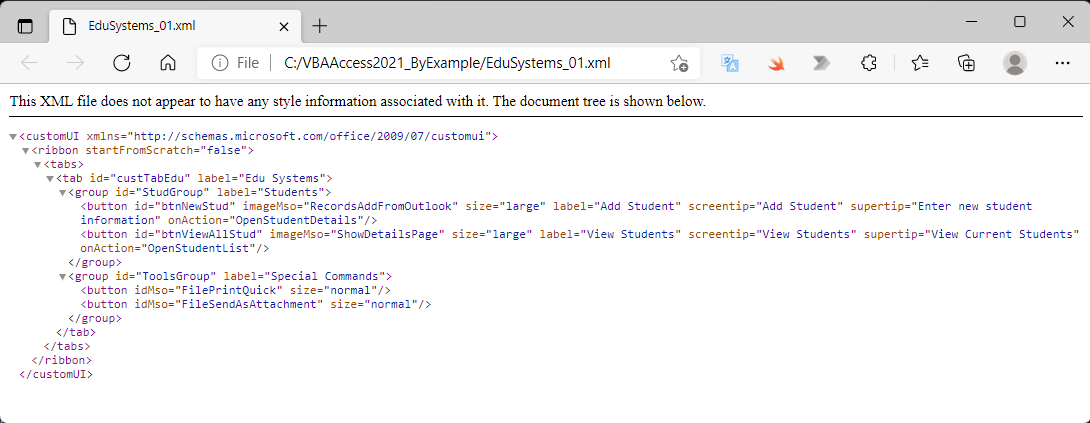 EduSystems_01.xml
File
C:/VBAAccess2021_ByExample/EduSystems_01.xml
This XML file does not appear to have any style information associated with it. The document tree is shown below.
<customUI xmlns="http://schemas.microsoft.com/office/2009/07/customui">
<ribbon startFromScratch="false">
<tabs>
<tab id="custTabEdu" label="Edu Systems">
<group id="StudGroup" label="Students">
<button id="btnNewStud" imageMso="RecordsAddFromOutlook" size="large" label="Add Student" screentip="Add Student" supertip="Enter new student
information" onAction="OpenStudentDetails"/>
<button id="btnViewAllStud" imageMso="ShowDetailsPage" size="large" label="View Students" screentip="View Students" supertip="View Current Students"
onAction="OpenStudentList"/>
</group>
<group id="ToolsGroup" label="Special Commands">
<button idMso="FilePrintQuick" size="normal"/>
<button idMso="FileSendAsAttachment" size="normal"/>
</group>
</tab>
</tabs>
</ribbon>
</customUI>